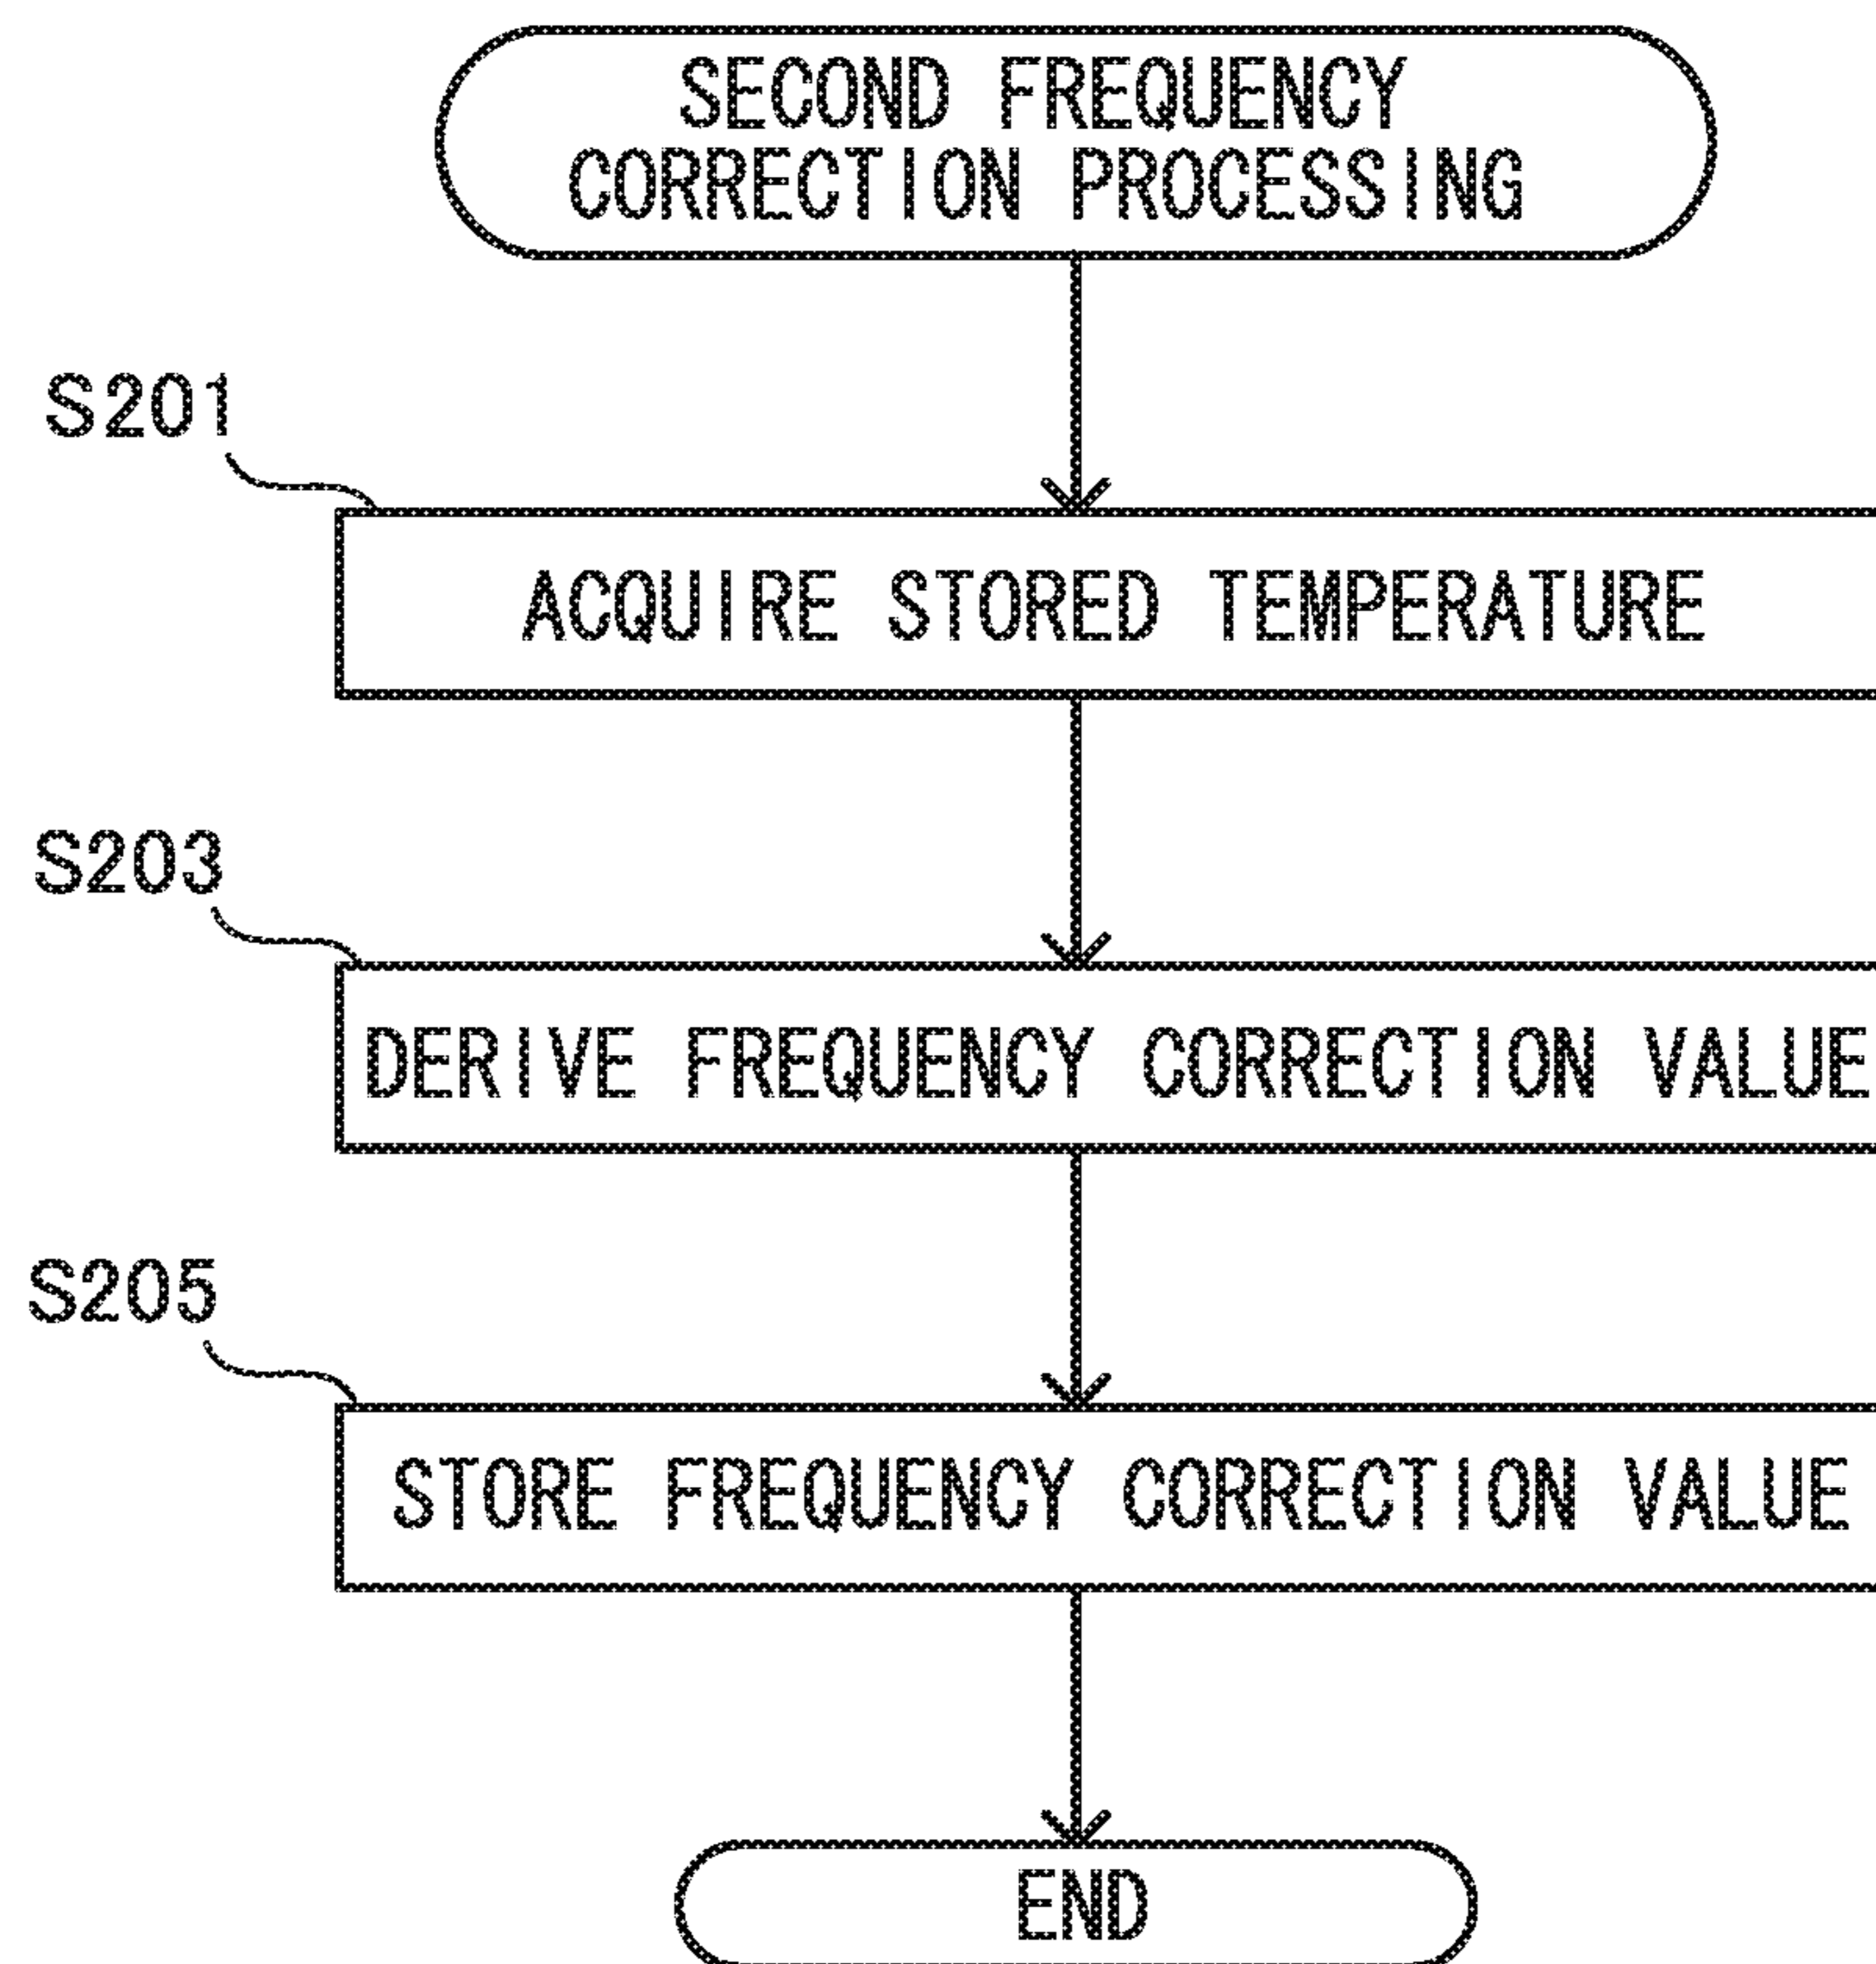 SECOND FREQUENCY
CORRECTION PROCESSING
S201
ACQUIRE STORED TEMPERATURE
S203
DERIVE FREQUENCY CORRECTION VALUE
S205
STORE FREQUENCY CORRECTION VALUE
END